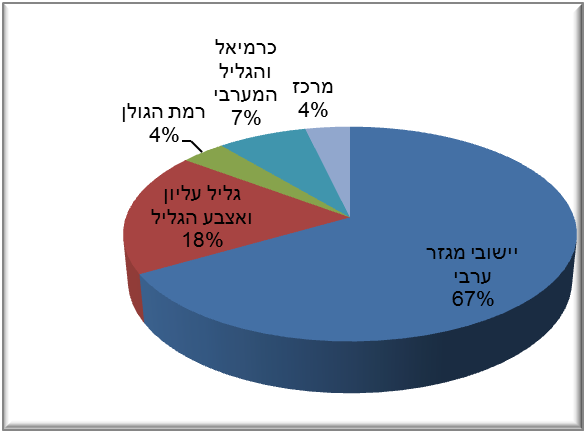 כרמיאל
והגליל
המערבי
7%
מרכז
4%
רמת הגולן
4%
גליל עליון
ואצבע הגליל
18%
יישובי מגזר
ערבי
67%